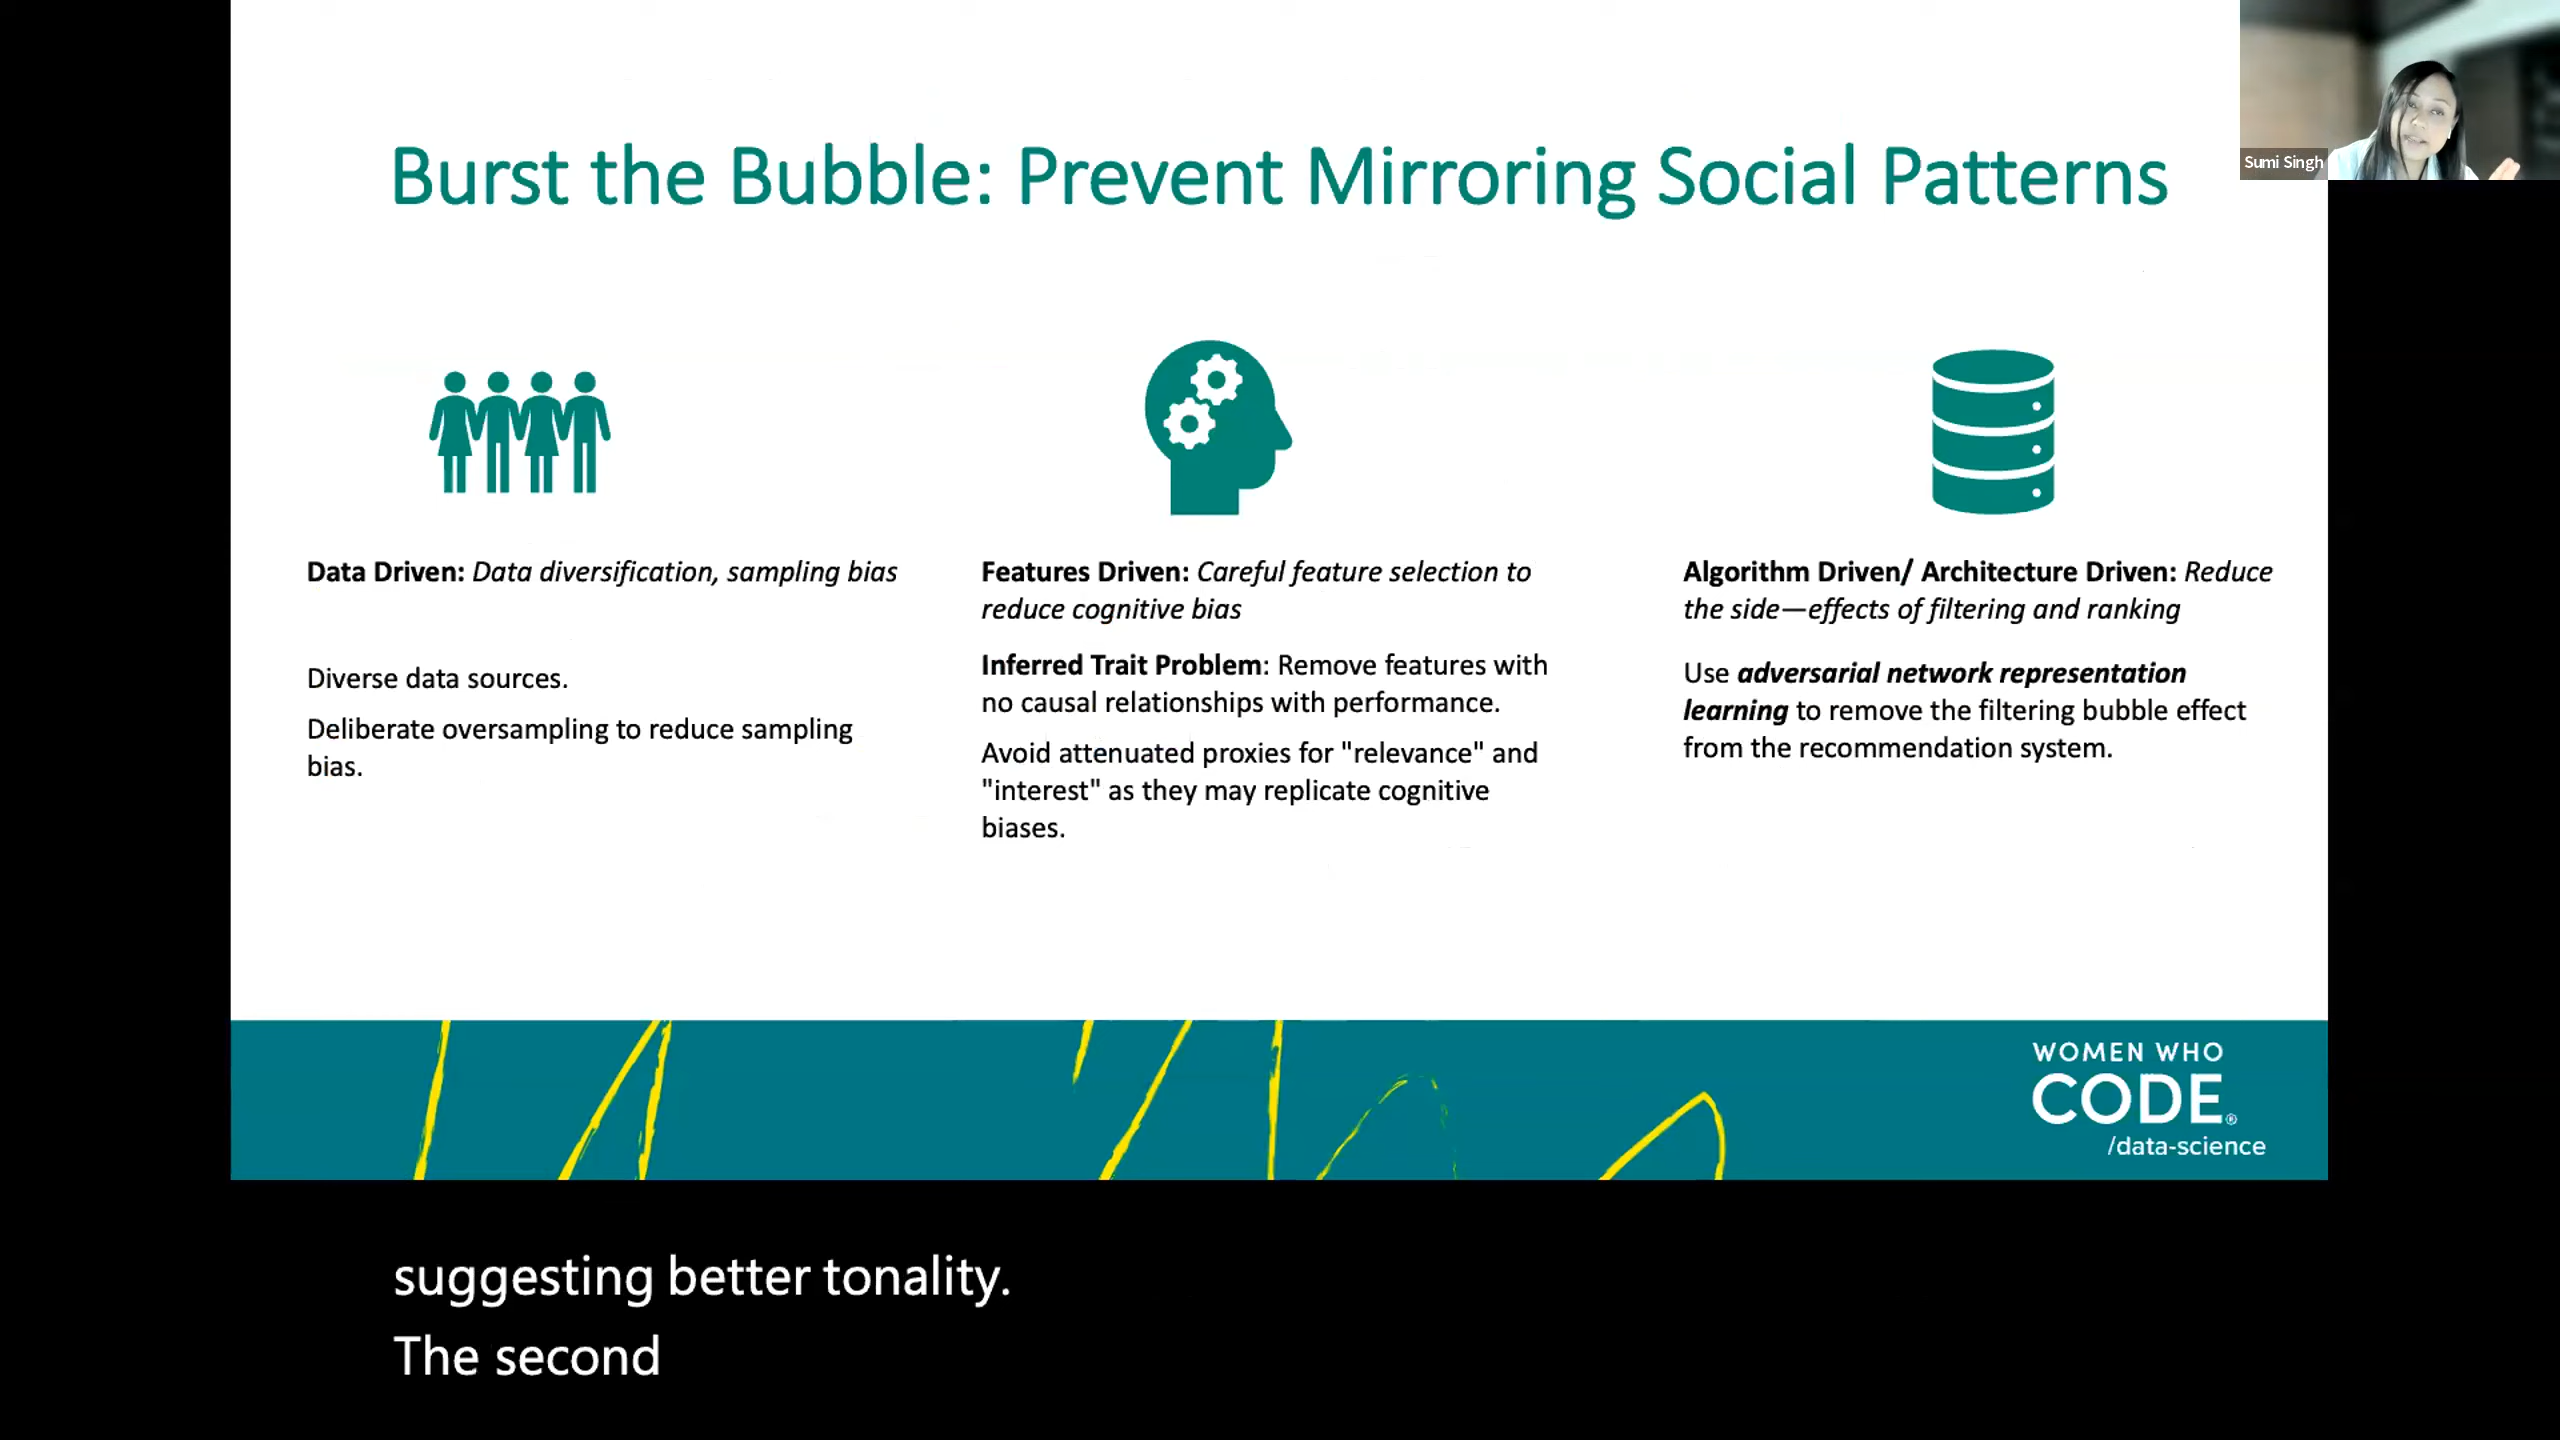 Burst the Bubble: Prevent Mirroring Social Patterns
Sumi Singh
Data Driven: Data diversification, sampling bias
Diverse data sources.
Deliberate oversampling to reduce sampling
bias.
Features Driven: Careful feature selection to
reduce cognitive bias
Inferred Trait Problem: Remove features with
no causal relationships with performance.
Avoid attenuated proxies for "relevance" and
"interest" as they may replicate cognitive
biases.
Algorithm Driven/ Architecture Driven: Reduce
the side—effects of filtering and ranking
Use adversarial network representation
learning to remove the filtering bubble effect
from the recommendation system.
WOMEN WHO
CODE®
/data-science
suggesting better tonality.
The second